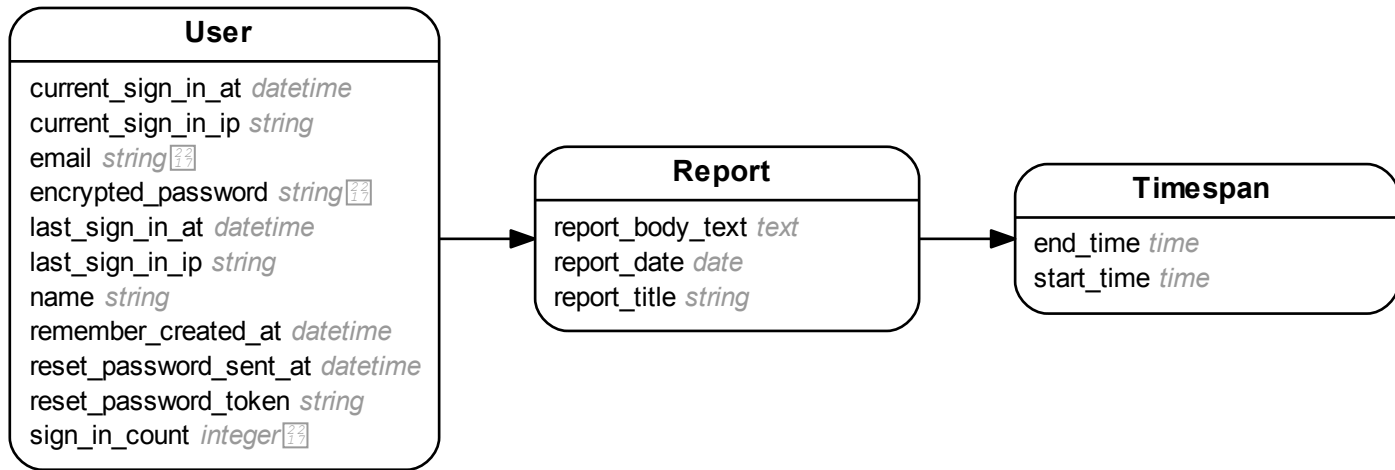 User
current_sign_in_at datetime
current_sign_in_ip string
email string
encrypted_password string
last_sign_in_at datetime
last_sign_in_ip string
name string
remember_created_at datetime
reset_password_sent_at datetime
reset_password_token string
sign_in_count integer
Report
report_body_text text
report_date date
report_title string
Timespan
end_time time
start_time time